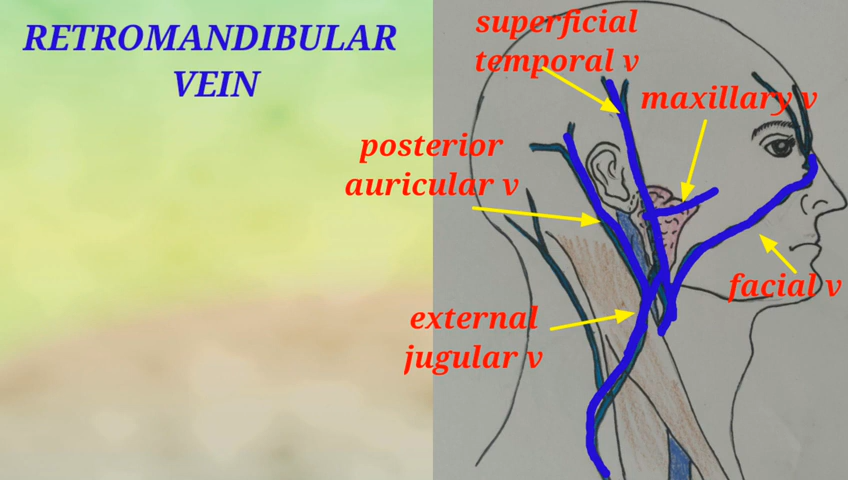 RETROMANDIBULAR
VEIN
superficial
temporal v
maxillary v
posterior
auricular v
facial v
external
jugular v